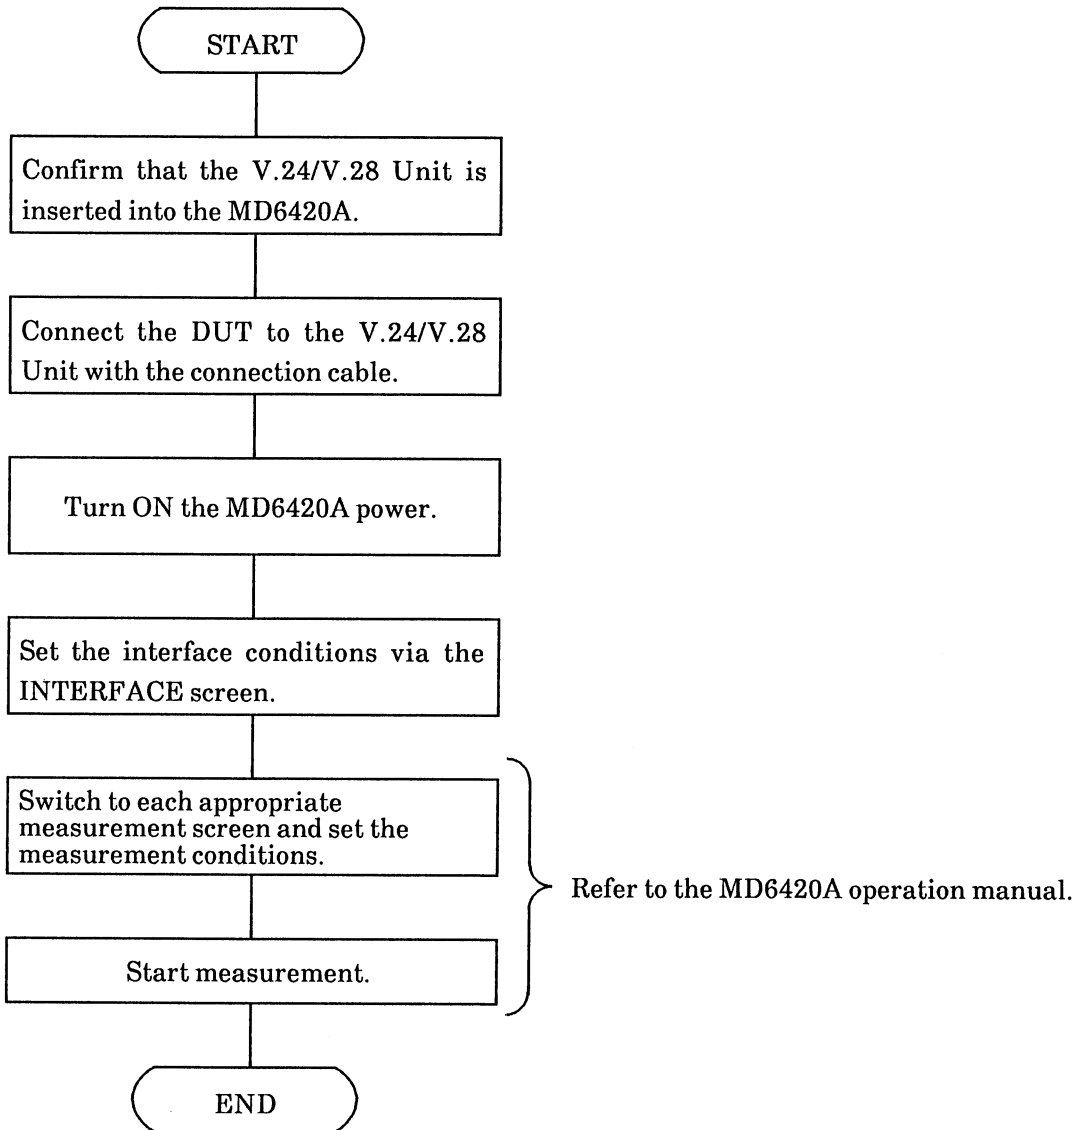 START
Confirm that the V.24/V.28 Unit is
inserted into the MD6420A.
Connect the DUT to the V.24/V.28
Unit with the connection cable.
Turn ON the MD6420A power.
Set the interface conditions via the
INTERFACE screen.
Switch to each appropriate
measurement screen and set the
measurement conditions.
Refer to the MD6420A operation manual.
Start measurement.
END